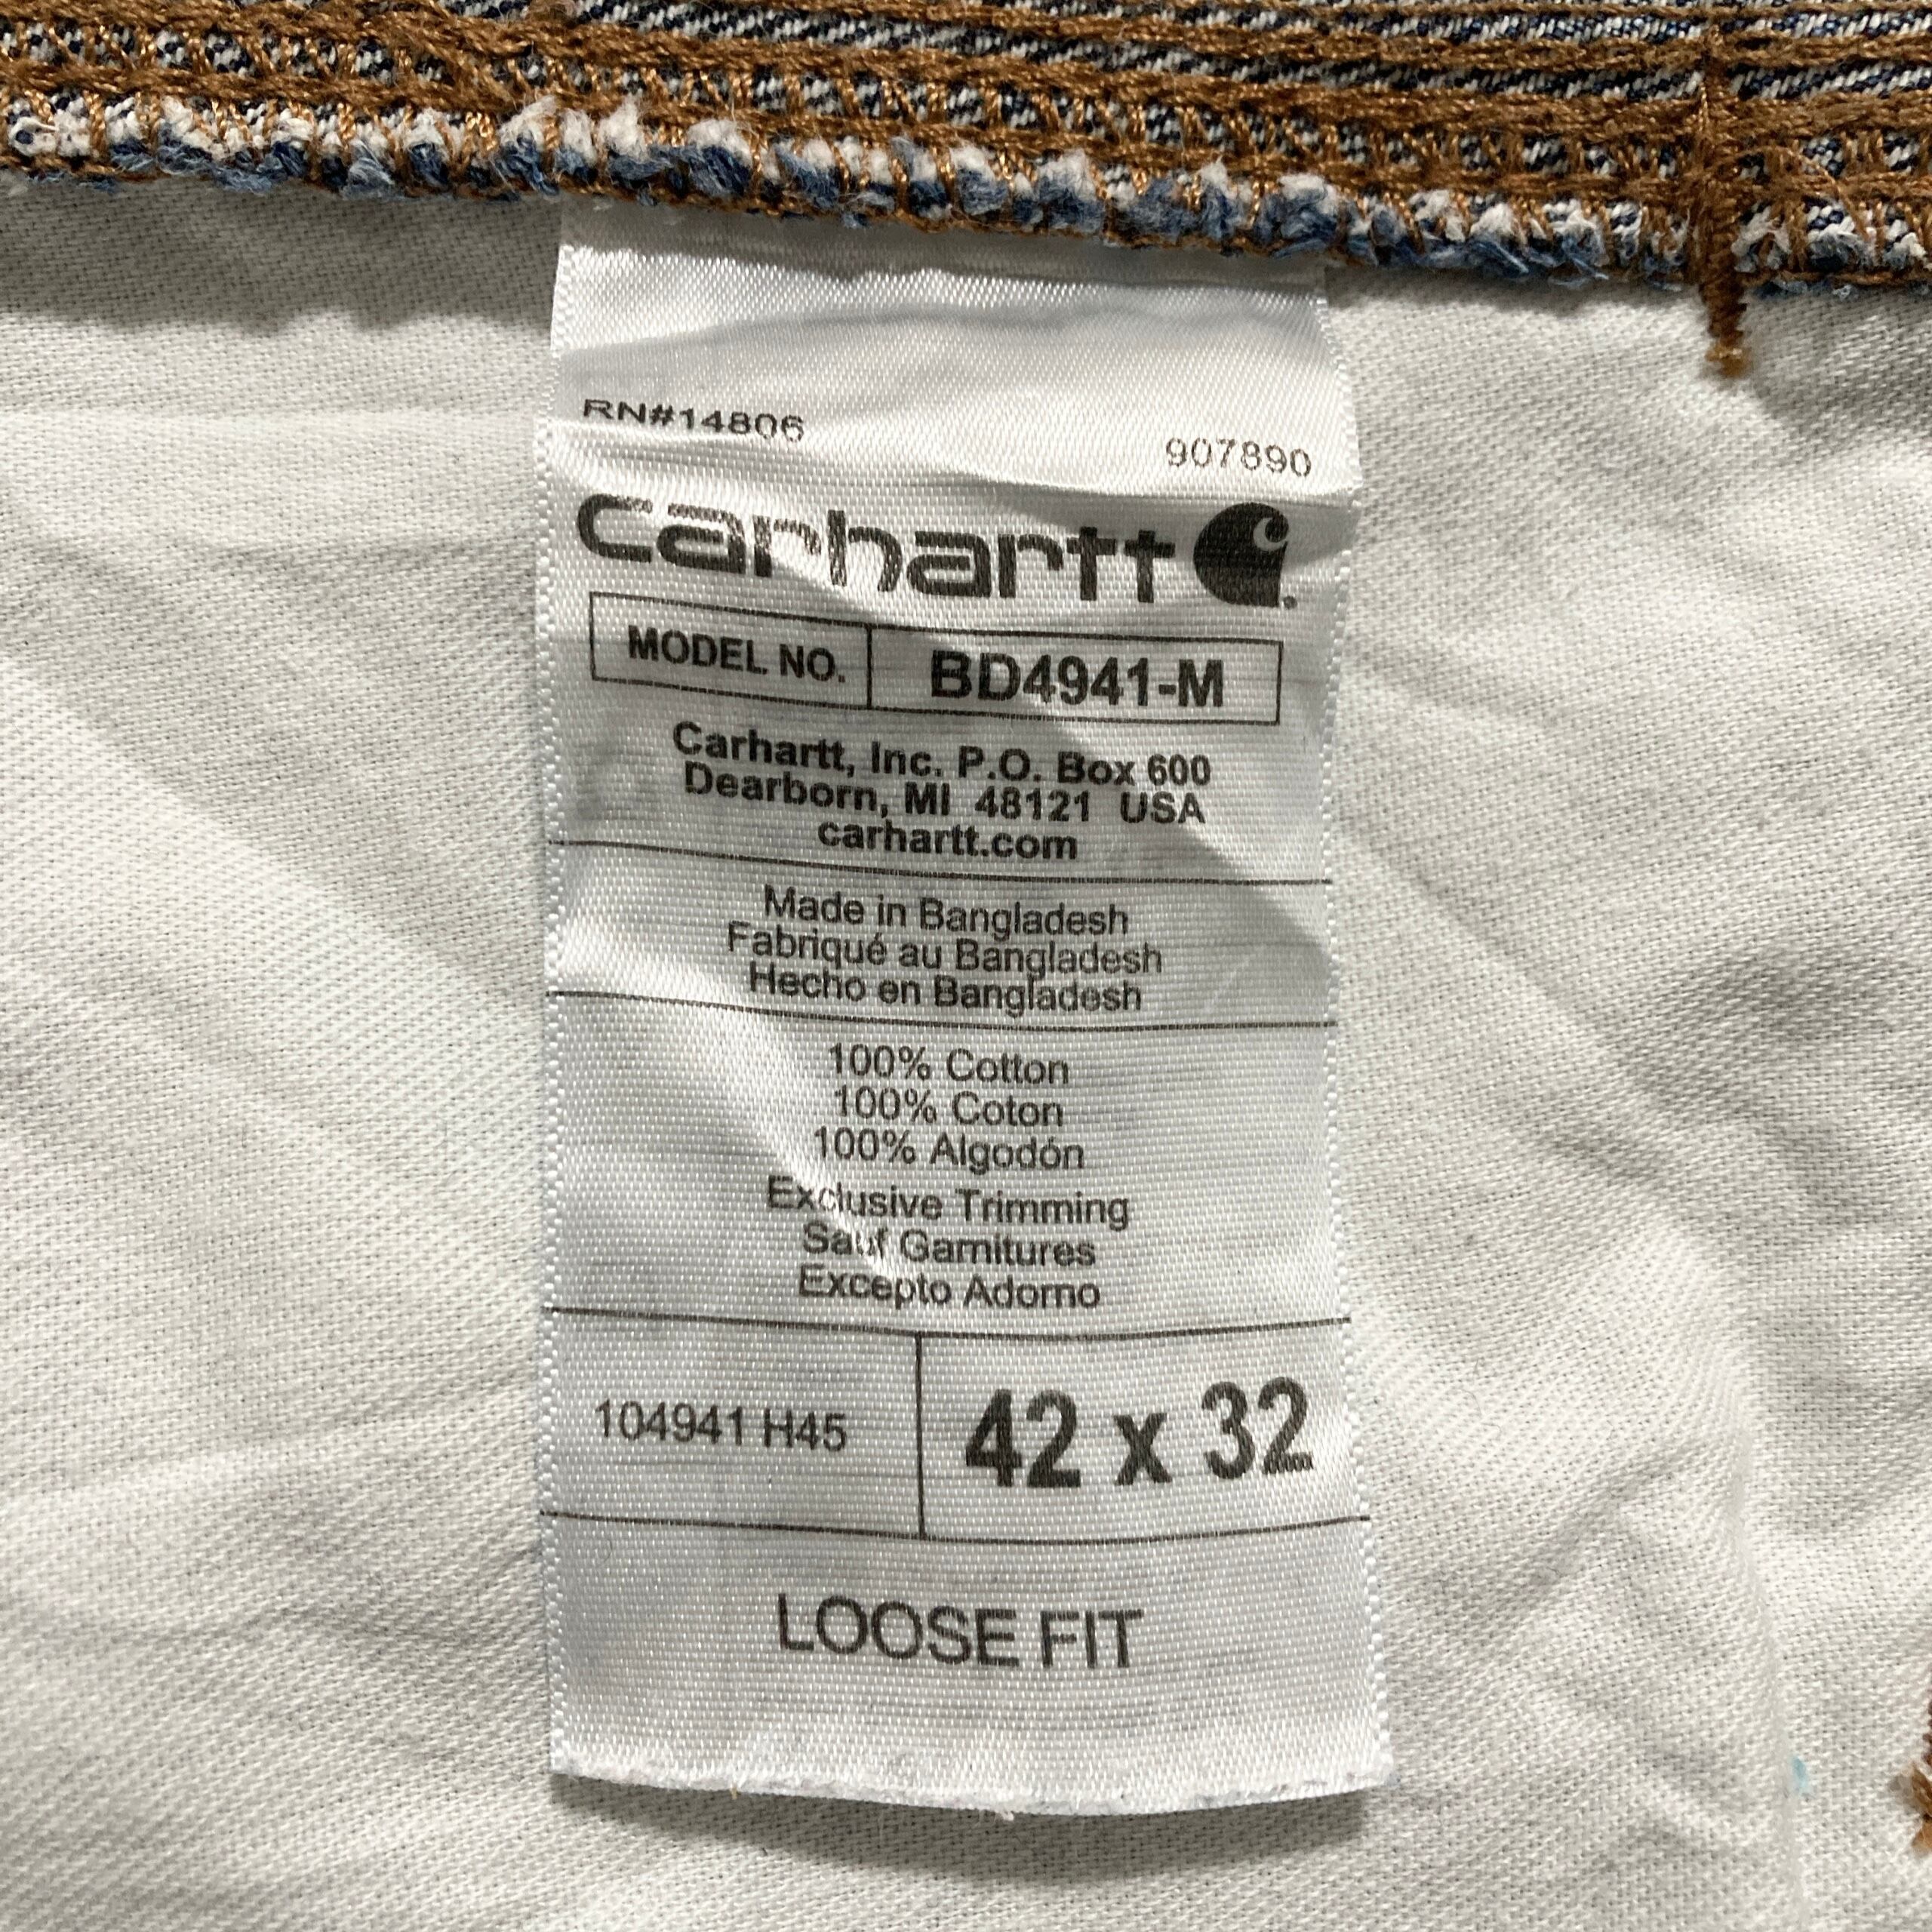 RN#14806
907890
carhartt
MODEL NO. BD4941-M
Carhartt, Inc. P.O. Box 600
Dearborn, MI 48121 USA
carhartt.com
Made in Bangladesh
Fabriqué au Bangladesh
Hecho en Bangladesh
100% Cotton
100% Coton
100% Algodón
Exclusive Trimming
Sauf Garnitures
Excepto Adorno
104941 H45
42 x 32
LOOSE FIT